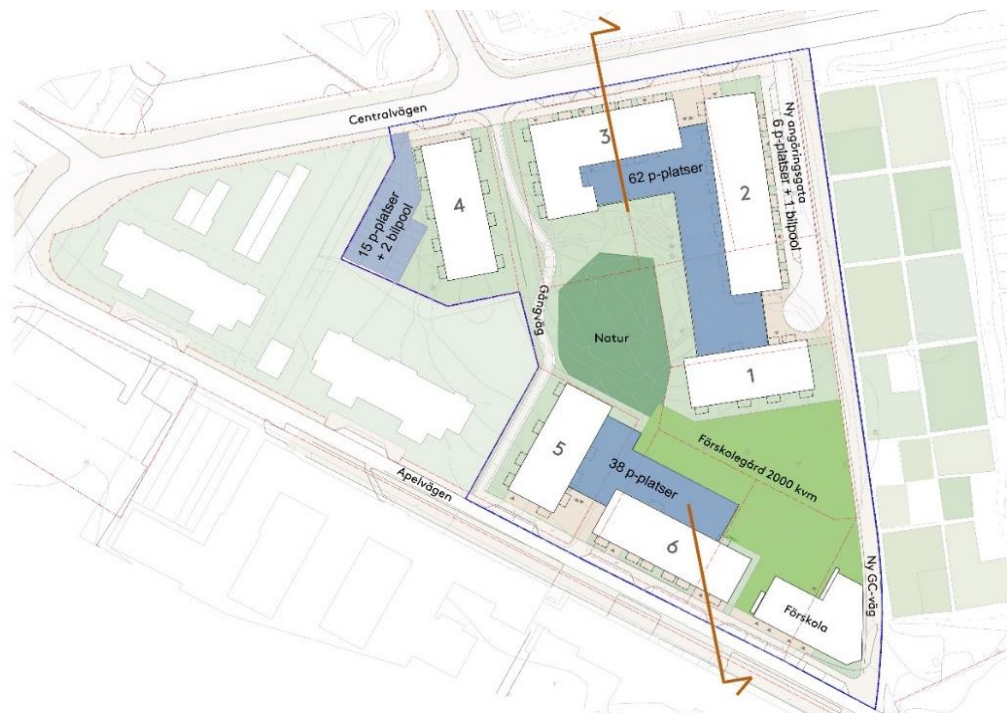 Centralvägen
3
62 p-platser
2
Ny angöringsgata
6 p-platser + 1 bilpool
4
15 p-platser
+ 2 bilpool
Gångväg
Natur
1
5
38 p-platser
Förskolegård 2000 kvm
Apelvägen
6
Förskola
Ny GC-väg